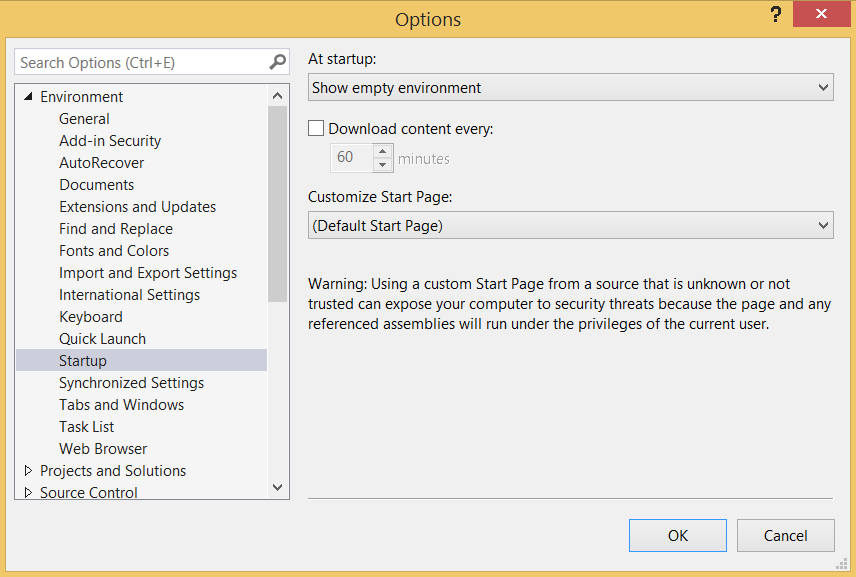 Options
?
Search Options (Ctrl+E)
Environment
General
Add-in Security
AutoRecover
Documents
Extensions and Updates
Find and Replace
Fonts and Colors
Import and Export Settings
International Settings
Keyboard
Quick Launch
Startup
Synchronized Settings
Tabs and Windows
Task List
Web Browser
Projects and Solutions
Source Control
At startup:
Show empty environment
Download content every:
60 minutes
Customize Start Page:
(Default Start Page)
Warning: Using a custom Start Page from a source that is unknown or not
trusted can expose your computer to security threats because the page and any
referenced assemblies will run under the privileges of the current user.
OK Cancel